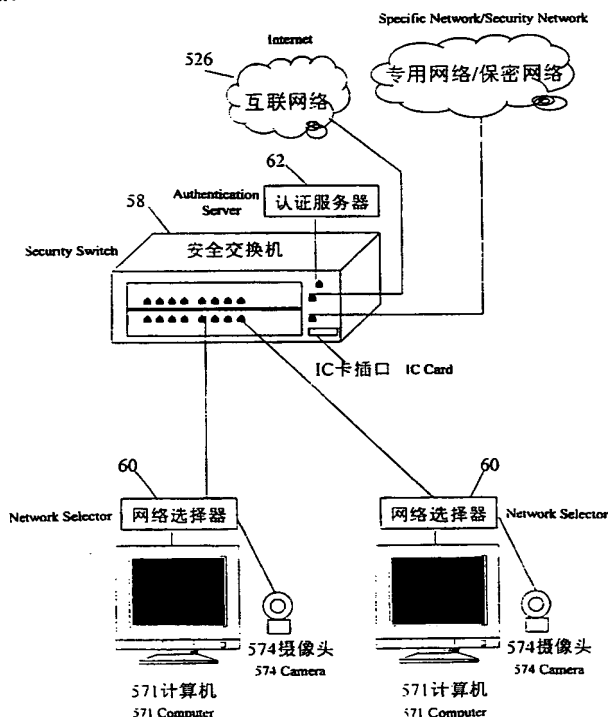 Specific Network/Security Network
Internet
526
互联网络
专用网络/保密网络
62
Authentication
Server
认证服务器
58
Security Switch
安全交换机
IC卡插口 IC Card
60
60
Network Selector
网络选择器
网络选择器
Network Selector
574摄像头
574 Camera
574摄像头
574 Camera
571计算机
571 Computer
571计算机
571 Computer